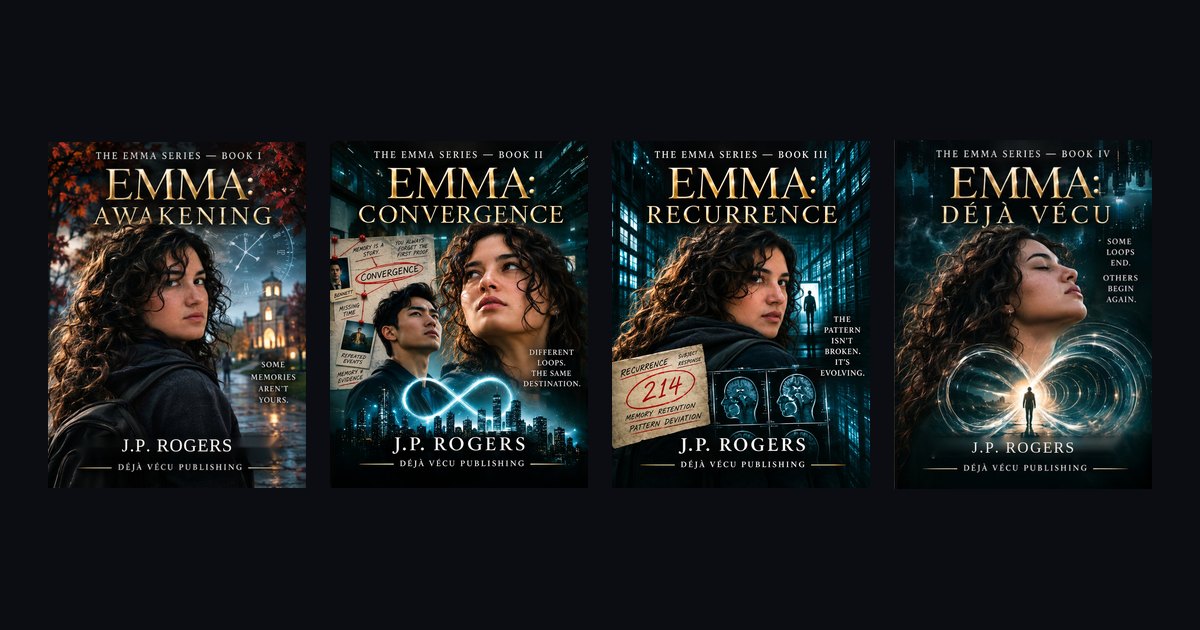 THE EMMA SERIES — BOOK I
EMMA:
AWAKENING
SOME
MEMORIES
AREN'T
YOURS.
J.P. ROGERS
DÉJÀ VÉCU PUBLISHING
THE EMMA SERIES — BOOK II
EMMA:
CONVERGENCE
MEMORY IS A
STORY.
YOU ALWAYS
FORGET THE
FIRST PROOF
CONVERGENCE
BENNETT
MISSING
TIME
REPEATED
EVENTS
MEMORY &
EVIDENCE
DIFFERENT
LOOPS.
THE SAME
DESTINATION.
J.P. ROGERS
DÉJÀ VÉCU PUBLISHING
THE EMMA SERIES — BOOK III
EMMA:
RECURRENCE
THE
PATTERN
ISN'T
BROKEN.
IT'S
EVOLVING.
RECURRENCE
SUBJECT
RESPONSE
214
MEMORY RETENTION
PATTERN DEVIATION
J.P. ROGERS
DÉJÀ VÉCU PUBLISHING
THE EMMA SERIES — BOOK IV
EMMA:
DÉJÀ VÉCU
SOME
LOOPS
END.
OTHERS
BEGIN
AGAIN.
J.P. ROGERS
DÉJÀ VÉCU PUBLISHING